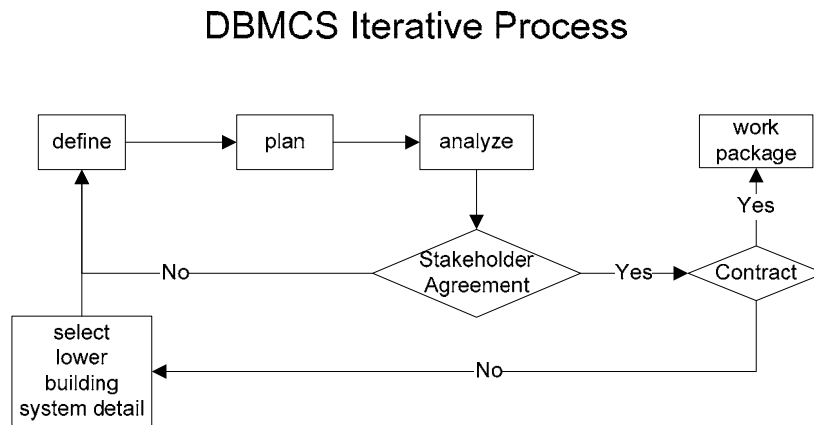 DBMCS Iterative Process
define
plan
analyze
work
package
Yes
Stakeholder
Agreement
No
Yes
Contract
select
lower
building
system detail
No